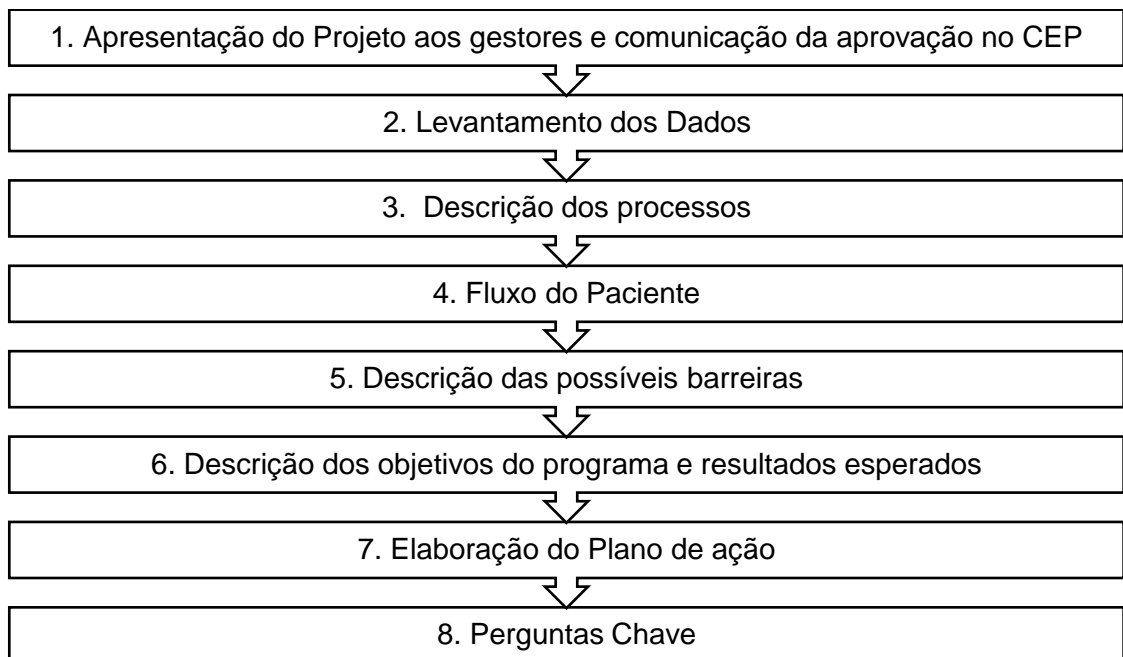 1. Apresentação do Projeto aos gestores e comunicação da aprovação no CEP
2. Levantamento dos Dados
3. Descrição dos processos
4. Fluxo do Paciente
5. Descrição das possíveis barreiras
6. Descrição dos objetivos do programa e resultados esperados
7. Elaboração do Plano de ação
8. Perguntas Chave